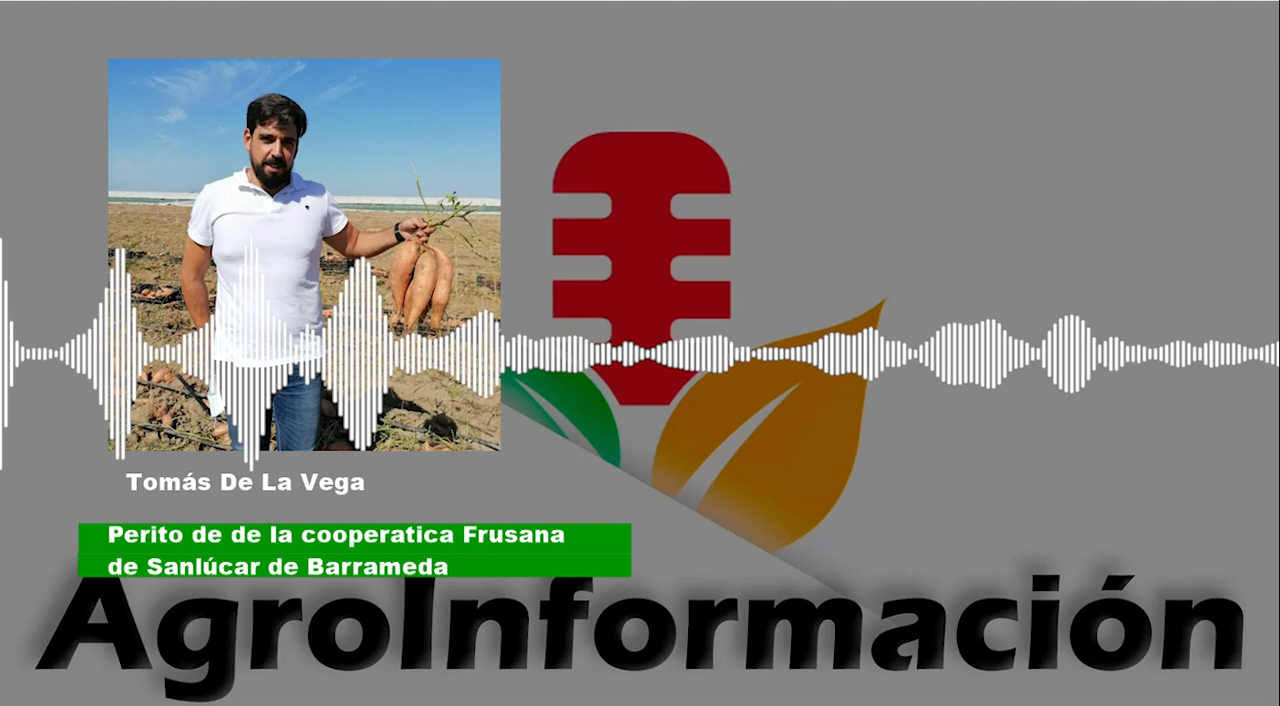 Tomás De La Vega
Perito de de la cooperatica Frusana
de Sanlúcar de Barrameda
AgroInformación